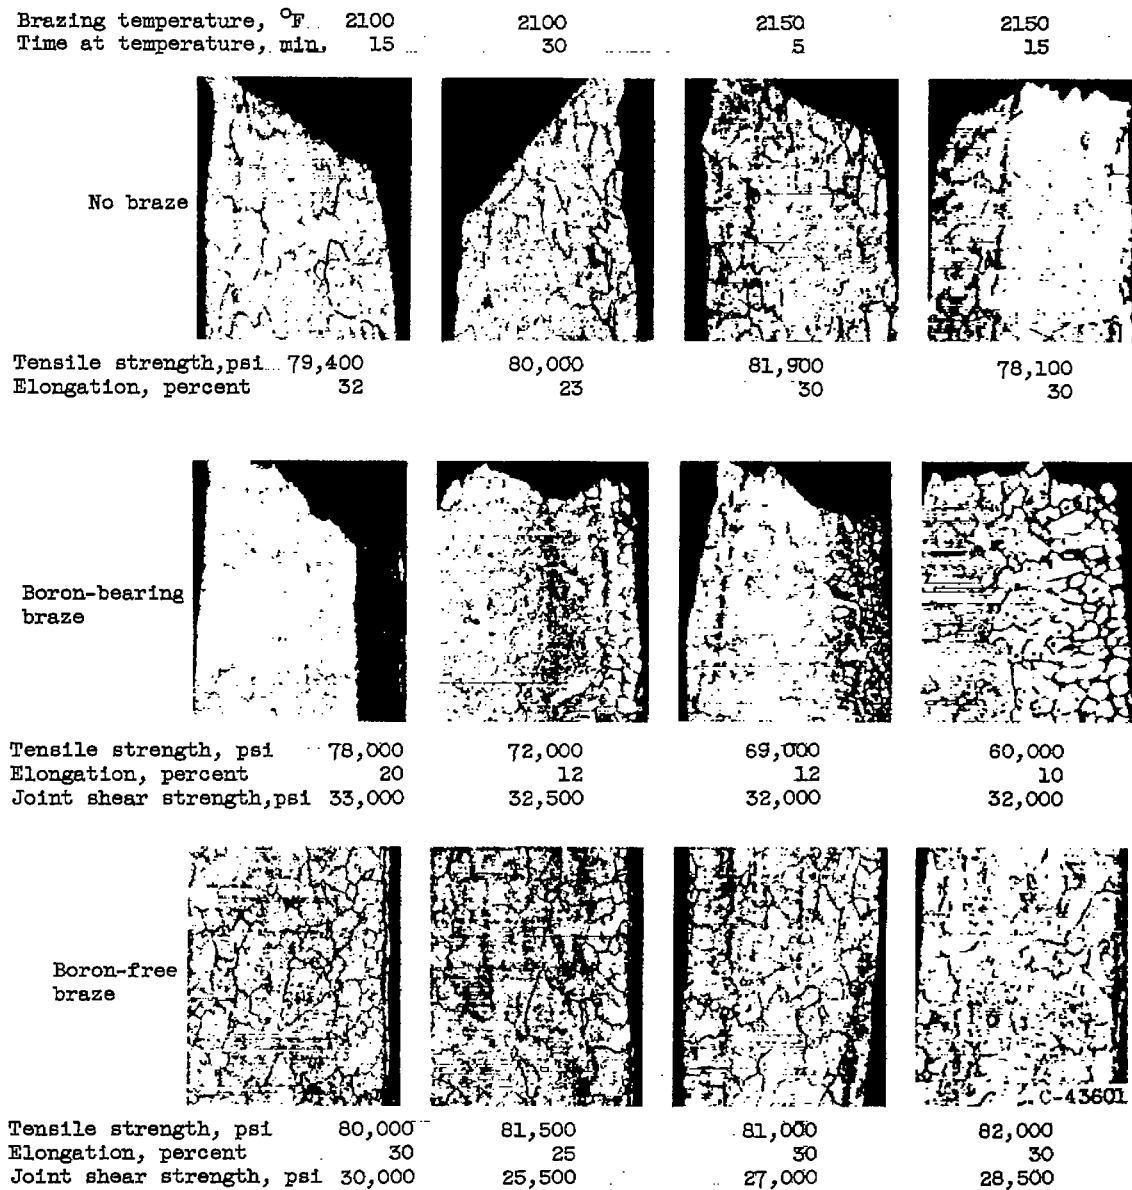 Brazing temperature, °F 2100 2100 2150 2150
Time at temperature, min. 15 30 5 15
No braze
Tensile strength, psi 79,400 80,000 81,900 78,100
Elongation, percent 32 23 30 30
Boron-bearing
braze
Tensile strength, psi 78,000 72,000 69,000 60,000
Elongation, percent 20 12 12 10
Joint shear strength, psi 33,000 32,500 32,000 32,000
Boron-free
braze
C-43601
Tensile strength, psi 80,000 81,500 81,000 82,000
Elongation, percent 30 25 30 30
Joint shear strength, psi 30,000 25,500 27,000 28,500